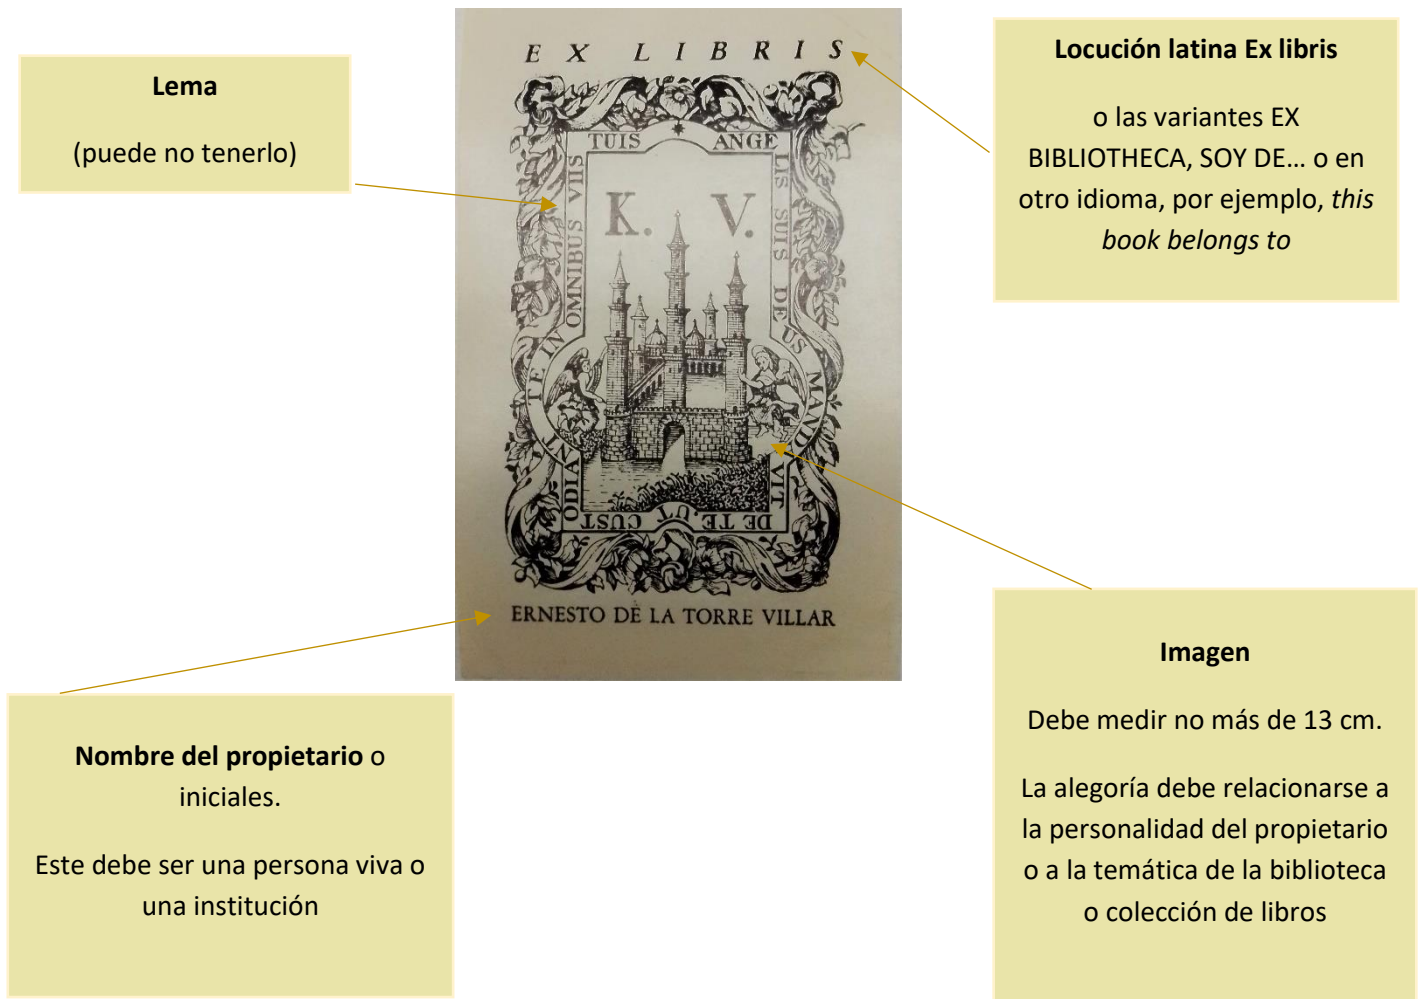 Lema
(puede no tenerlo)
EX LIBRIS
TUIS ANGE
LIS SUIS DE
US MAND
VIT
DE TE, UT CUST
ODIANT
TE IN
OMNIBUS VIIS
K. V.
ERNESTO DE LA TORRE VILLAR
Locución latina Ex libris
o las variantes EX
BIBLIOTHECA, SOY DE... o en
otro idioma, por ejemplo, this
book belongs to
Nombre del propietario o
iniciales.
Este debe ser una persona viva o
una institución
Imagen
Debe medir no más de 13 cm.
La alegoría debe relacionarse a
la personalidad del propietario
o a la temática de la biblioteca
o colección de libros